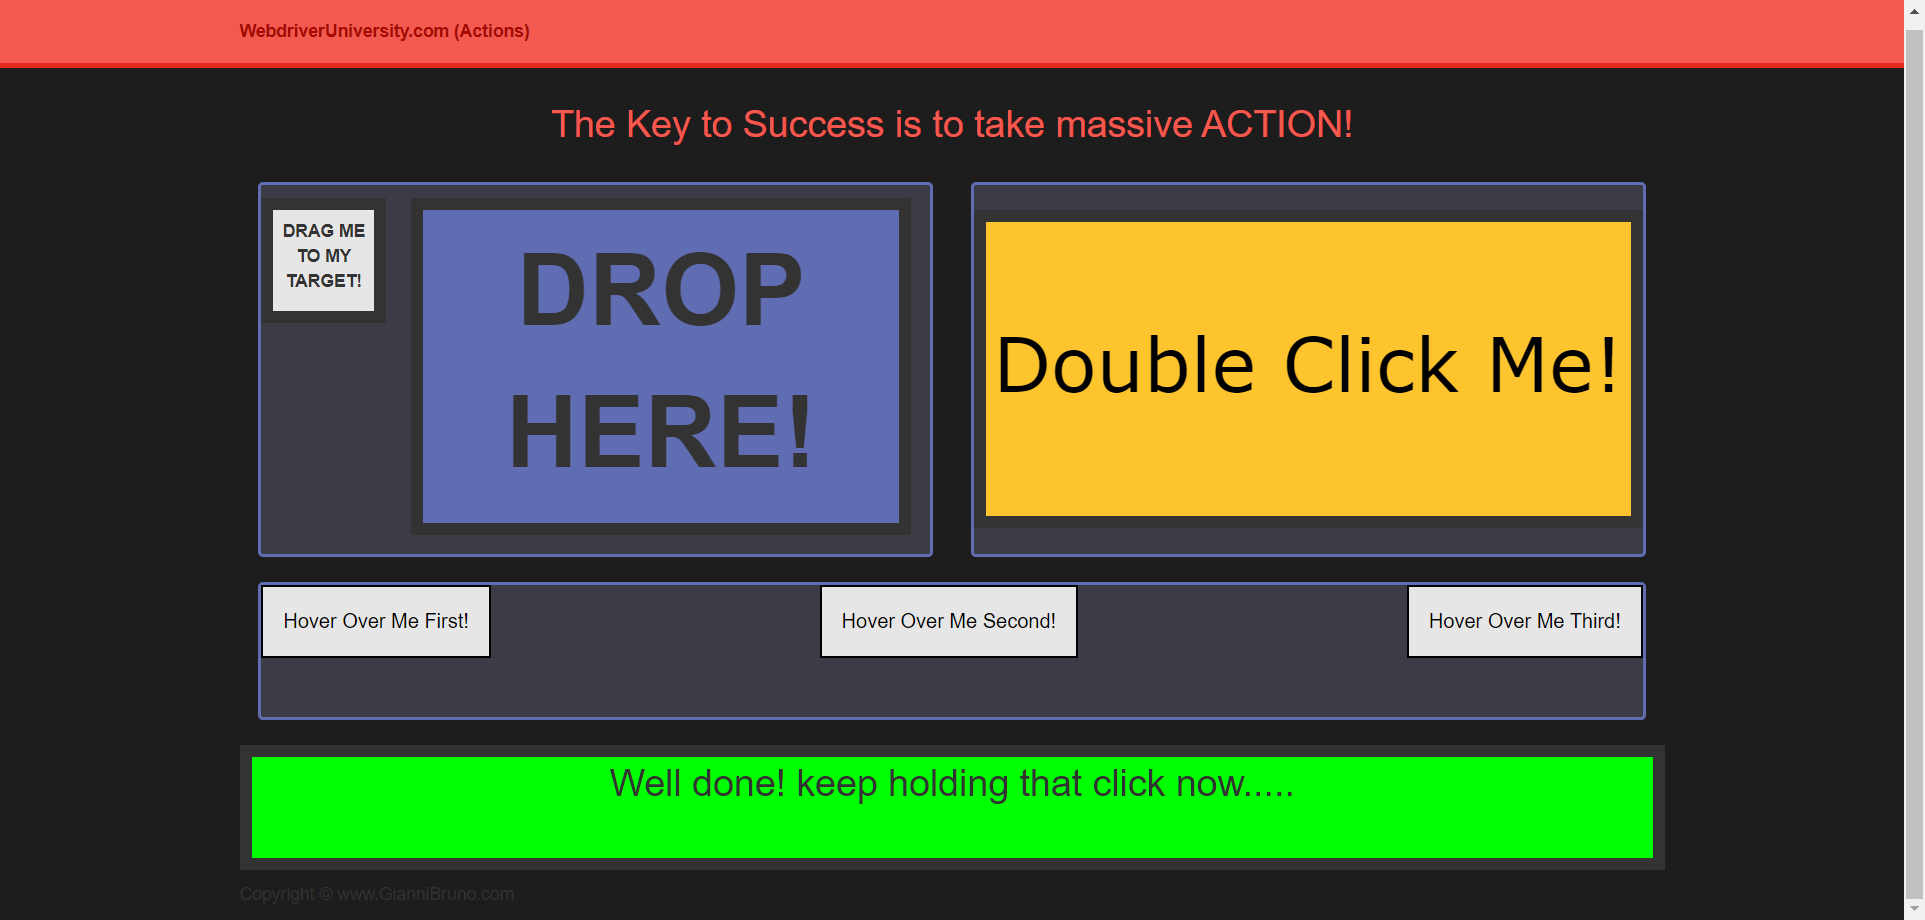 WebdriverUniversity.com (Actions)
The Key to Success is to take massive ACTION!
DRAG ME
TO MY
TARGET!
DROP
HERE!
Double Click Me!
Hover Over Me First!
Hover Over Me Second!
Hover Over Me Third!
Well done! keep holding that click now.....
Copyright © www.GianniBruno.com